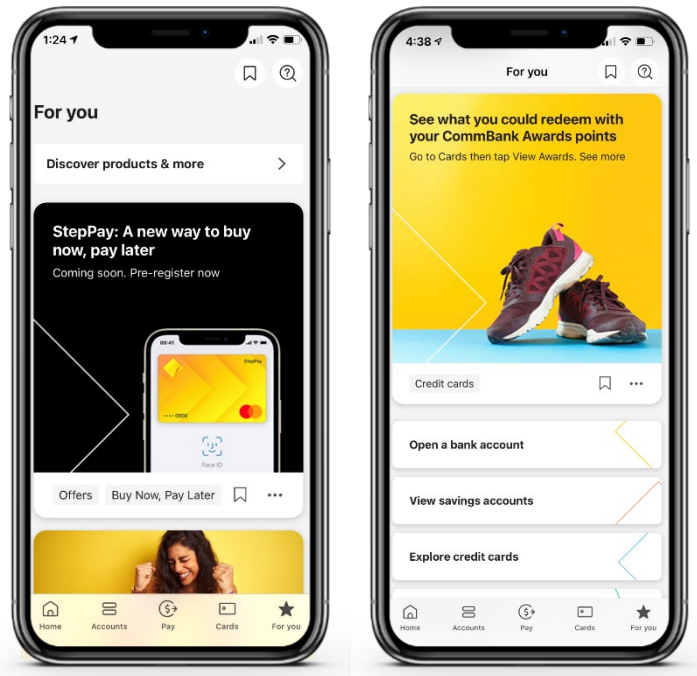 1:24
For you
Discover products & more
StepPay: A new way to buy
now, pay later
Coming soon. Pre-register now
09:41
StepPay
Face ID
Offers
Buy Now, Pay Later
Home
Accounts
Pay
Cards
For you
4:38
For you
See what you could redeem with
your CommBank Awards points
Go to Cards then tap View Awards. See more
Credit cards
Open a bank account
View savings accounts
Explore credit cards
Home
Accounts
Pay
Cards
For you